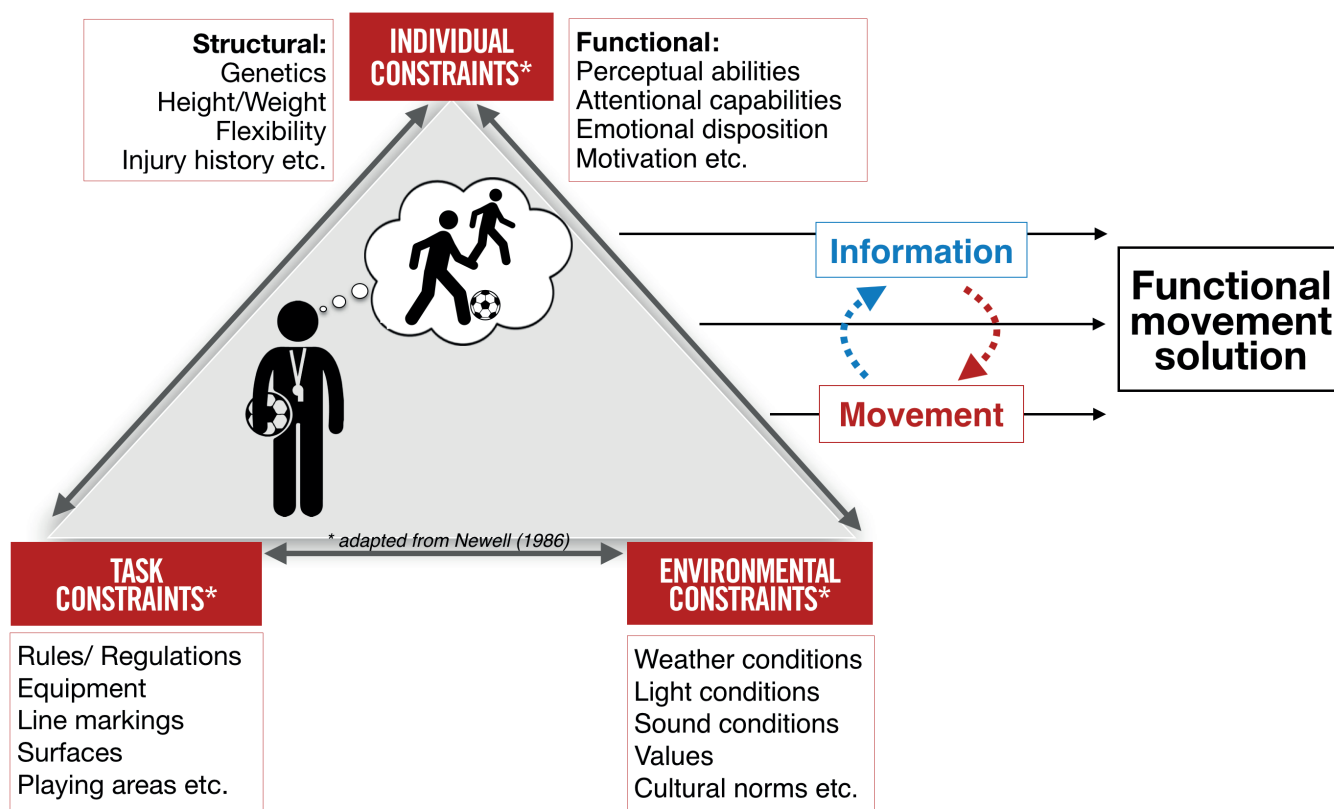 Structural:
Genetics
Height/Weight
Flexibility
Injury history etc.
INDIVIDUAL
CONSTRAINTS*
Functional:
Perceptual abilities
Attentional capabilities
Emotional disposition
Motivation etc.
Information
Movement
Functional
movement
solution
* adapted from Newell (1986)
TASK
CONSTRAINTS*
Rules/ Regulations
Equipment
Line markings
Surfaces
Playing areas etc.
ENVIRONMENTAL
CONSTRAINTS*
Weather conditions
Light conditions
Sound conditions
Values
Cultural norms etc.